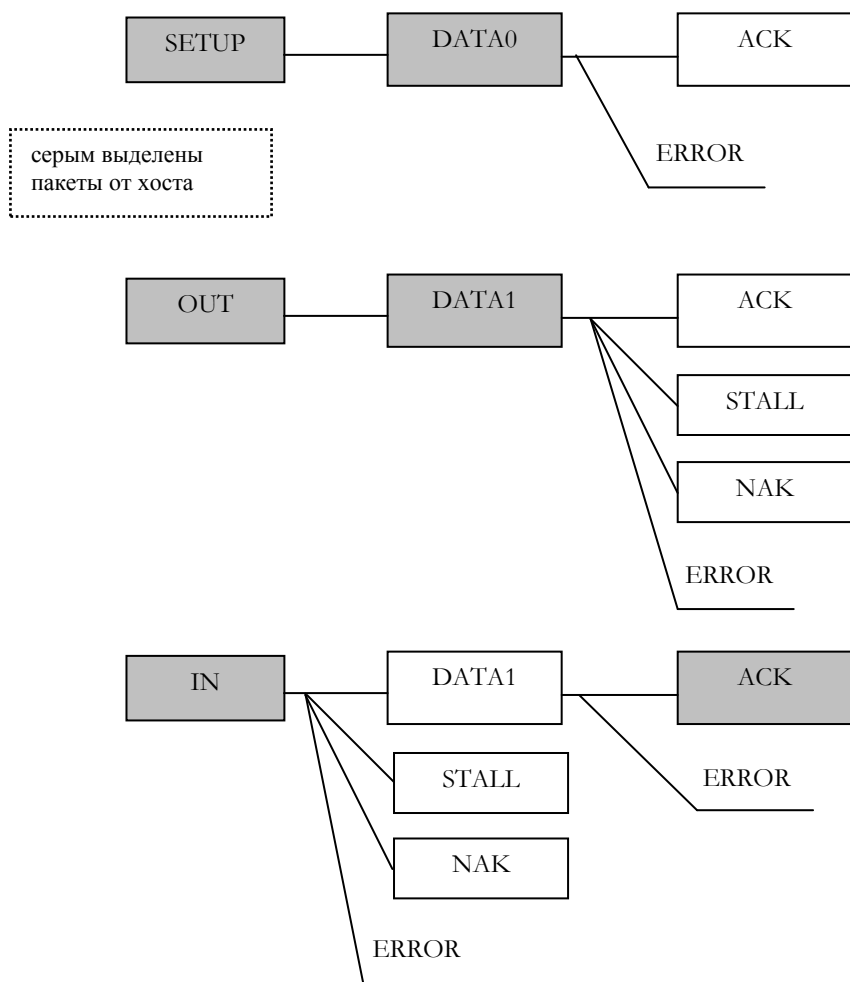 SETUP
DATA0
ACK
ERROR
серым выделены
пакеты от хоста
OUT
DATA1
ACK
STALL
NAK
ERROR
IN
DATA1
ACK
STALL
ERROR
NAK
ERROR